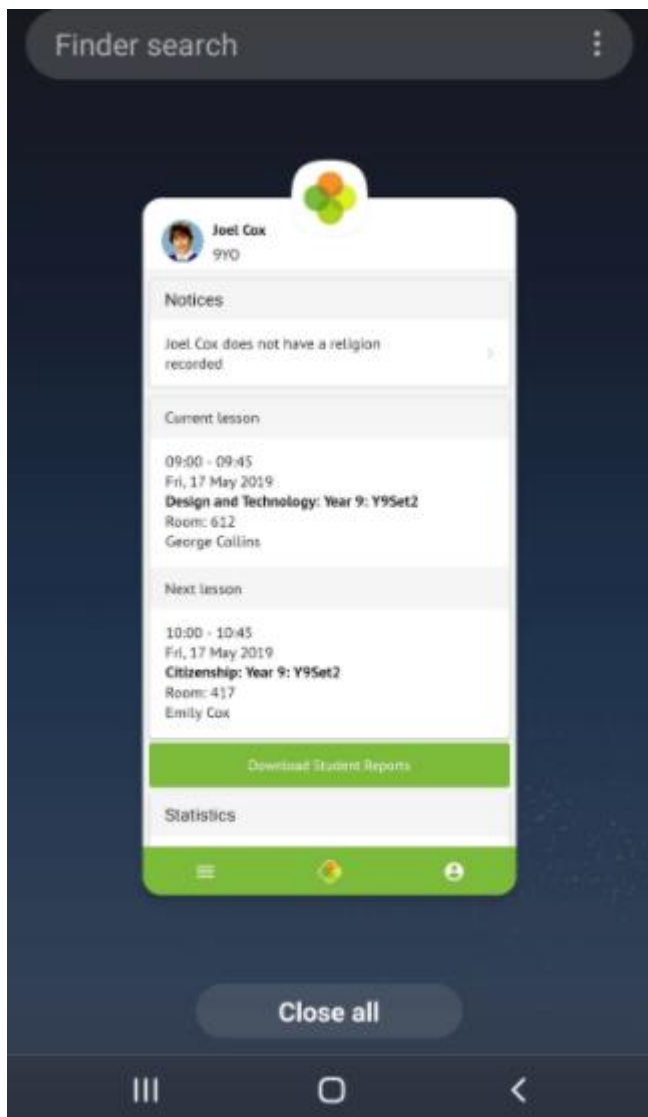 Finder search
Joel Cox
9YO
Notices
Joel Cox does not have a religion
recorded
Current lesson
09:00 - 09:45
Fri, 17 May 2019
Design and Technology: Year 9: Y9Set2
Room: 612
George Collins
Next lesson
10:00 - 10:45
Fri, 17 May 2019
Citizenship: Year 9: Y9Set2
Room: 417
Emily Cox
Download Student Reports
Statistics
Close all